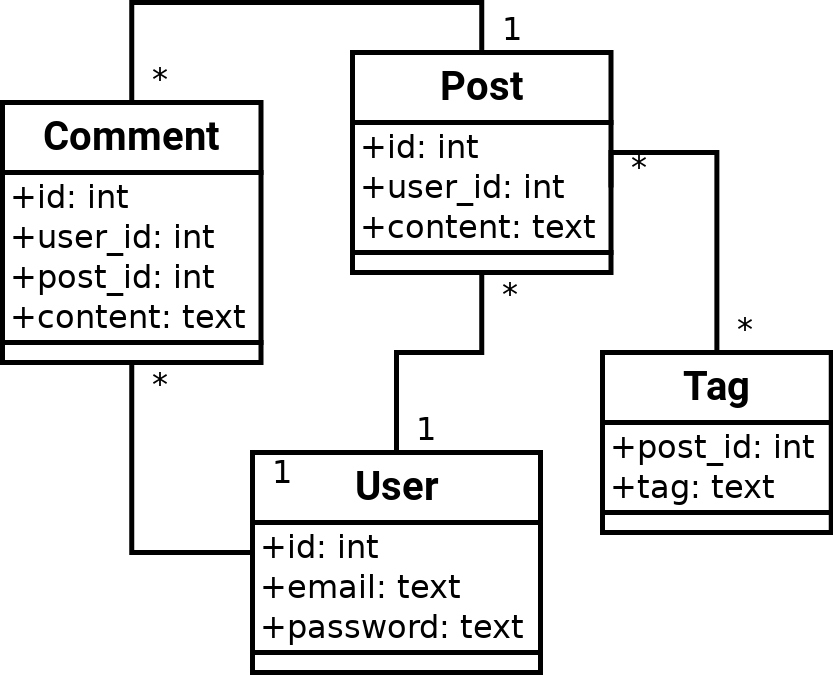 1
*
Post
Comment
+id: int
+user_id: int
+content: text
*
+id: int
+user_id: int
+post_id: int
+content: text
*
*
*
1
Tag
+post_id: int
+tag: text
1
User
+id: int
+email: text
+password: text